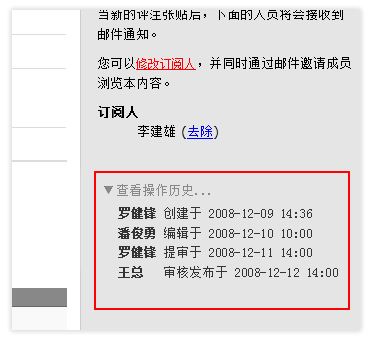 当新的评注张贴后，下面的人员将会接收到
邮件通知。
您可以修改订阅人，并同时通过邮件邀请成员
浏览本内容。
订阅人
李建雄 (去除)
▼查看操作历史...
罗健锋 创建于 2008-12-09 14:36
潘俊勇 编辑于 2008-12-10 10:00
罗健锋 提审于 2008-12-11 14:00
王总 审核发布于 2008-12-12 14:00